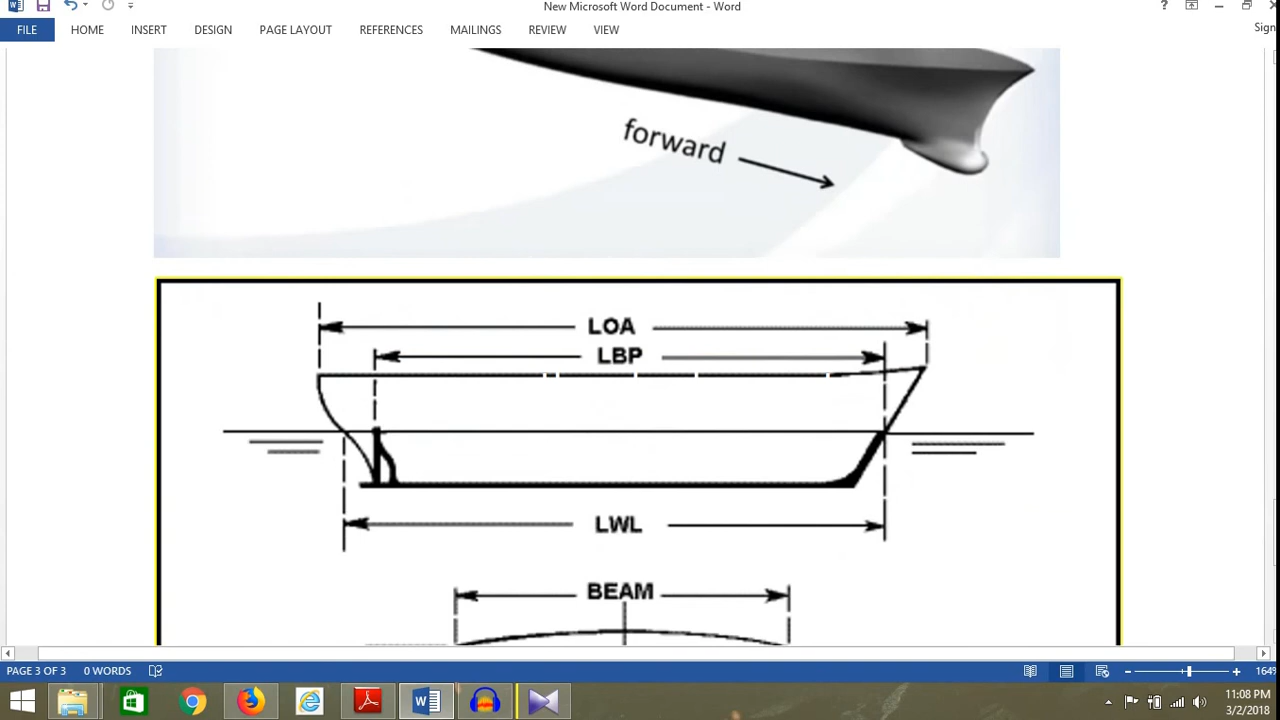 New Microsoft Word Document - Word
?
FILE HOME INSERT DESIGN PAGE LAYOUT REFERENCES MAILINGS REVIEW VIEW Sign
forward
LOA
LBP
LWL
BEAM
PAGE 3 OF 3 0 WORDS 164%
11:08 PM
3/2/2018